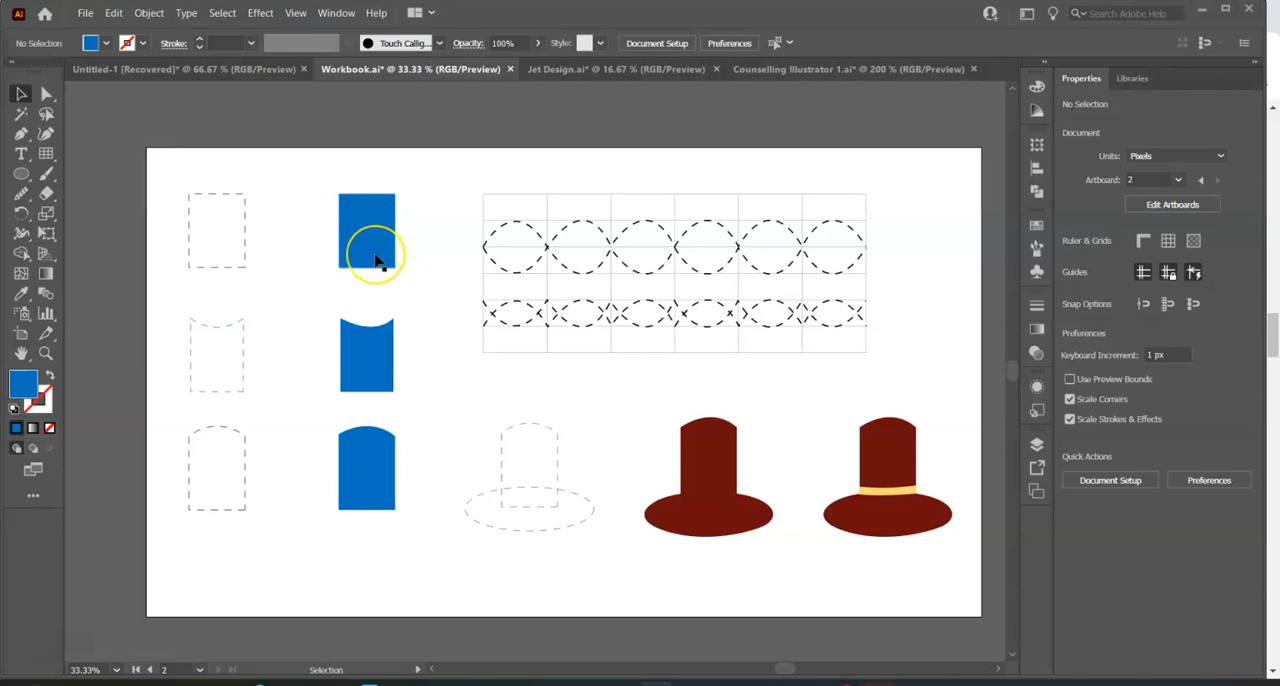 Ai File Edit Object Type Select Effect View Window Help Search Adobe Help
No Selection Stroke: Touch Callig... Opacity: 100% Style: Document Setup Preferences
Untitled-1 [Recovered]* @ 66.67 % (RGB/Preview) × Workbook.ai* @ 33.33 % (RGB/Preview) × Jet Design.ai* @ 16.67 % (RGB/Preview) × Counselling Illustrator 1.ai* @ 200 % (RGB/Preview) ×
Properties Libraries
No Selection
Document
Units: Pixels
Artboard: 2
Edit Artboards
Ruler & Grids
Guides
Snap Options
Preferences
Keyboard Increment: 1 px
Use Preview Bounds
Scale Corners
Scale Strokes & Effects
Quick Actions
Document Setup Preferences
33.33% 2 Selection